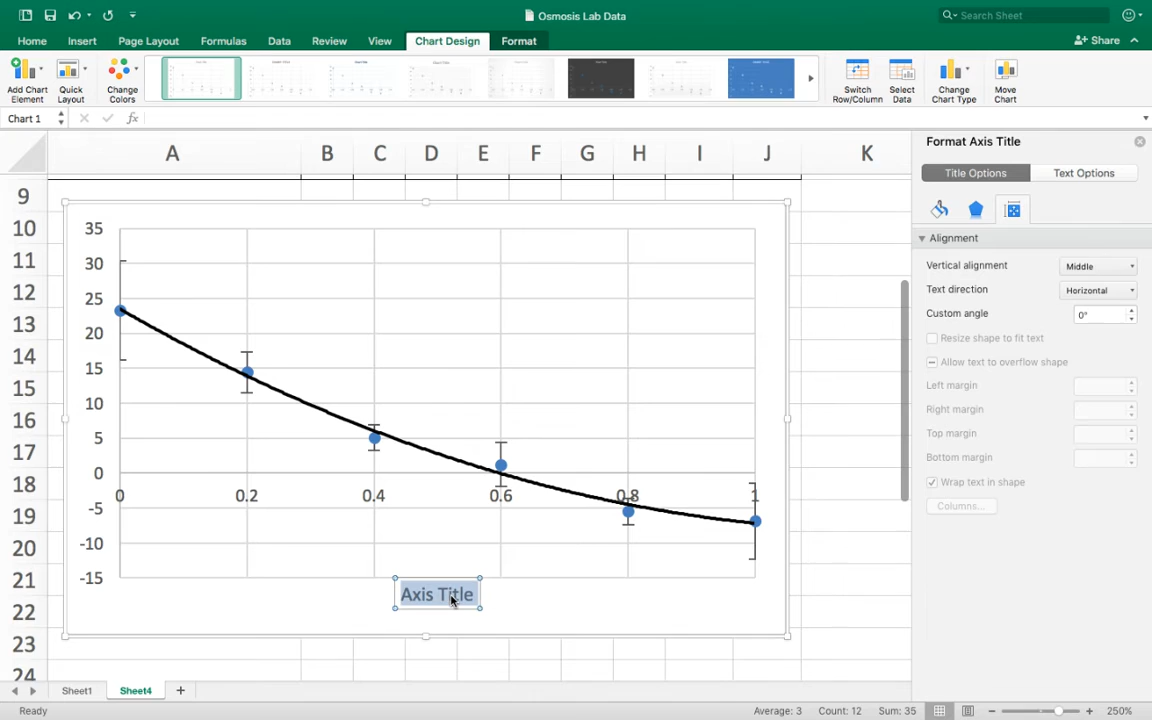 Osmosis Lab Data
Search Sheet
Home Insert Page Layout Formulas Data Review View Chart Design Format
Share
Add Chart Element
Quick Layout
Change Colors
Switch Row/Column
Select Data
Change Chart Type
Move Chart
Chart 1
fx
A B C D E F G H I J K
Format Axis Title
Title Options Text Options
Alignment
Vertical alignment Middle
Text direction Horizontal
Custom angle 0°
Resize shape to fit text
Allow text to overflow shape
Left margin
Right margin
Top margin
Bottom margin
Wrap text in shape
Columns...
9
10
11
12
13
14
15
16
17
18
19
20
21
22
23
24
35
30
25
20
15
10
5
0
-5
-10
-15
0 0.2 0.4 0.6 0.8 1
Axis Title
Sheet1 Sheet4
Ready Average: 3 Count: 12 Sum: 35 250%